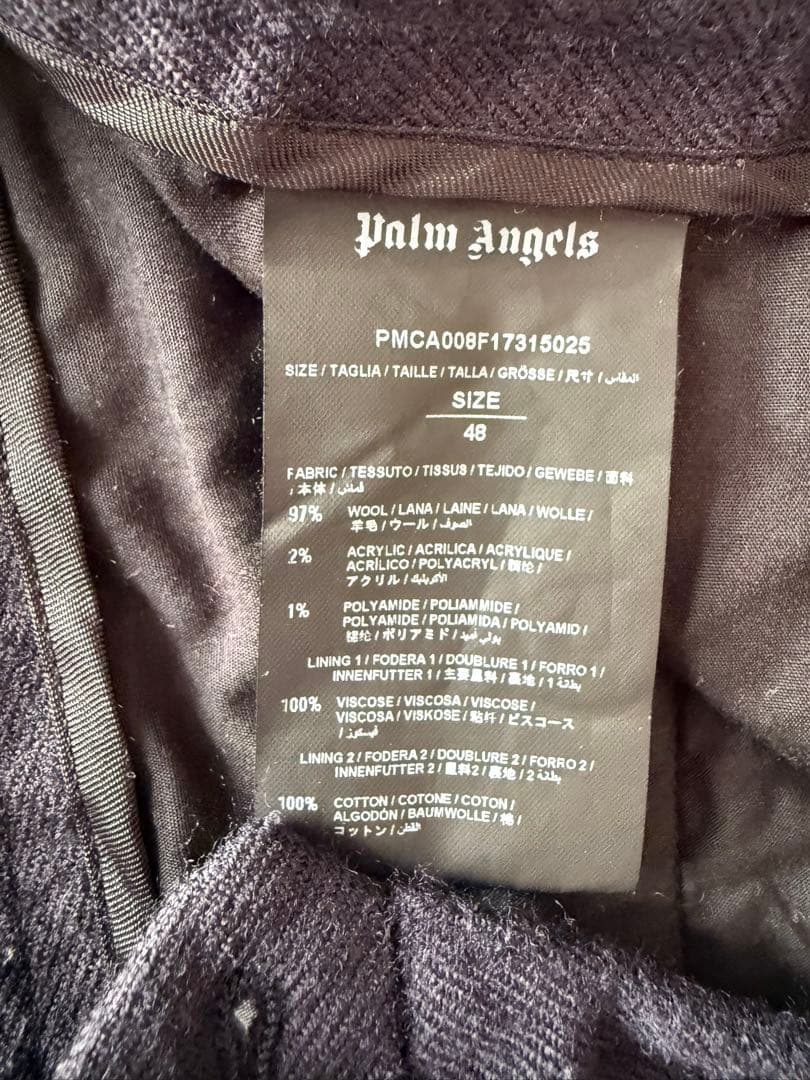 Palm Angels
PMCA008F17315025
SIZE / TAGLIA / TAILLE / TALLA / GRÖSSE / 尺寸 / المقاس
SIZE
48
FABRIC / TESSUTO / TISSUS / TEJIDO / GEWEBE / 面料
/ 本体 / قماش
97% WOOL / LANA / LAINE / LANA / WOLLE /
羊毛 / ウール / الصوف
2% ACRYLIC / ACRILICA / ACRYLIQUE /
ACRÍLICO / POLYACRYL / 腈纶 /
アクリル / الأكريليك
1% POLYAMIDE / POLIAMMIDE /
POLYAMIDE / POLIAMIDA / POLYAMID /
锦纶 / ポリアミド / بولي أميد
LINING 1 / FODERA 1 / DOUBLURE 1 / FORRO 1 /
INNENFUTTER 1 / 主要里料 / 裏地 / بطانة 1
100% VISCOSE / VISCOSA / VISCOSE /
VISCOSA / VISKOSE / 粘纤 / ビスコース
/ فيسكوز
LINING 2 / FODERA 2 / DOUBLURE 2 / FORRO 2 /
INNENFUTTER 2 / 里料2 / 裏地 / بطانة 2
100% COTTON / COTONE / COTON /
ALGODÓN / BAUMWOLLE / 棉 /
コットン / القطن